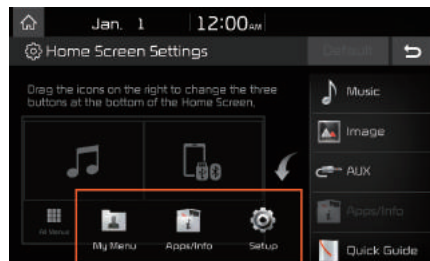 Jan. 1 12:00 AM
Home Screen Settings Default
Drag the icons on the right to change the three
buttons at the bottom of the Home Screen.
Music
Image
AUX
Apps/Info
Quick Guide
All Menus
My Menu Apps/Info Setup